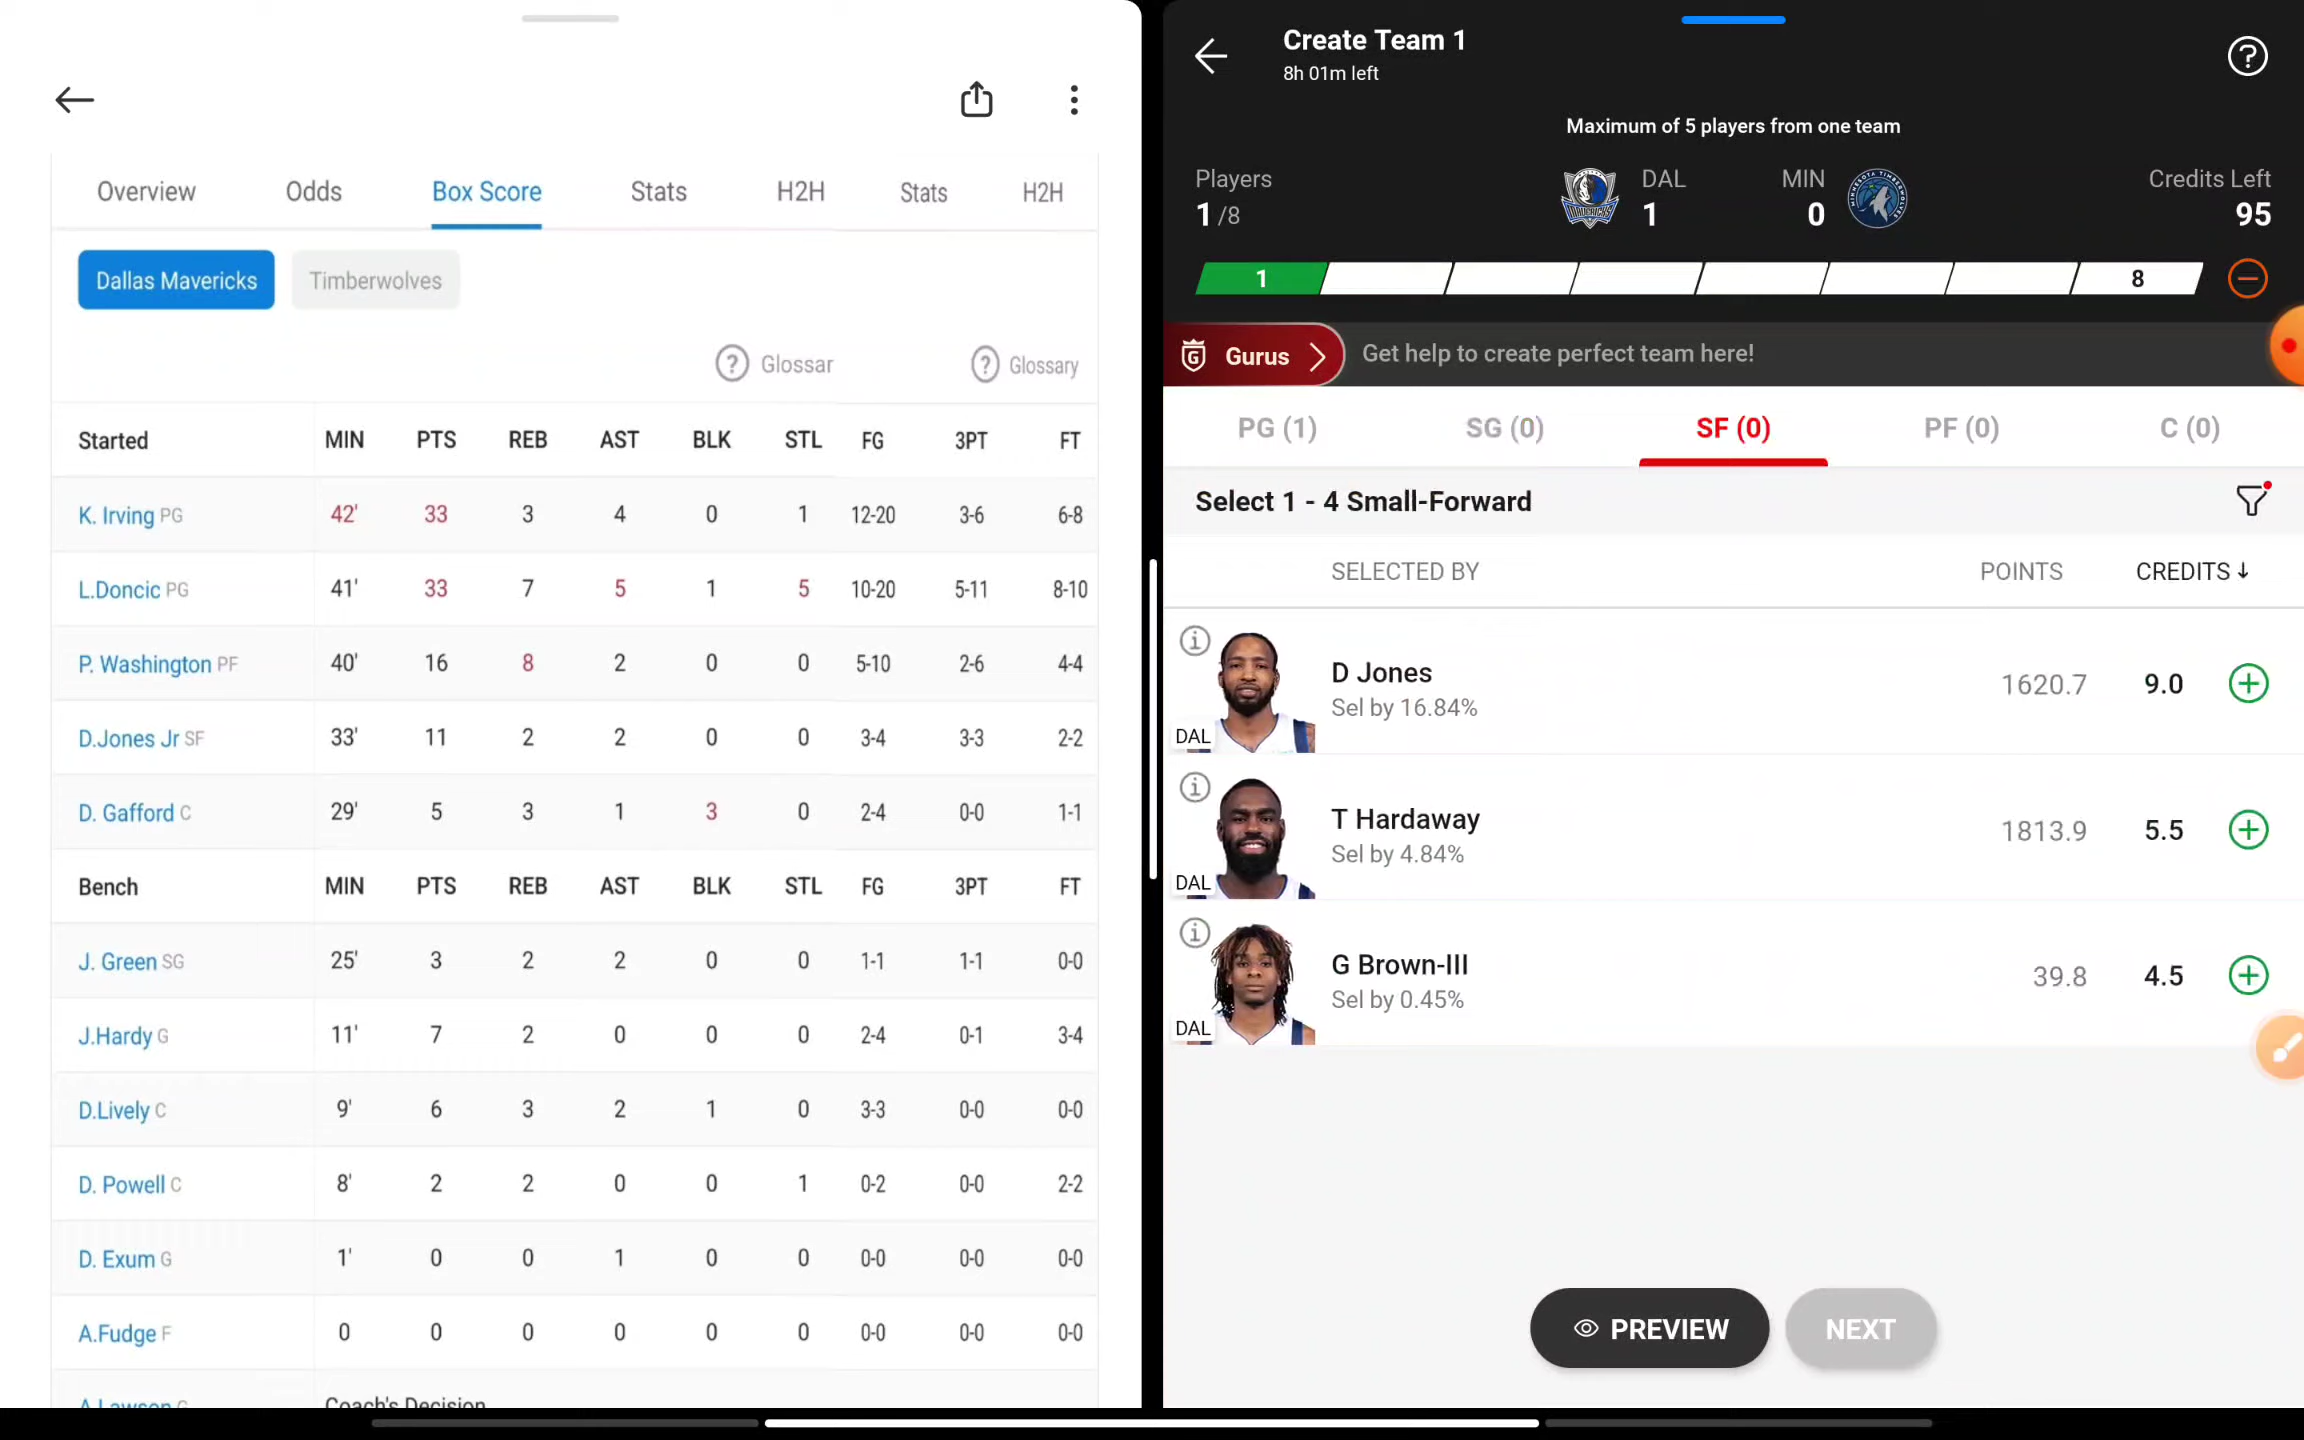 Overview Odds Box Score Stats H2H Stats H2H
Dallas Mavericks Timberwolves
? Glossar ? Glossary
Started MIN PTS REB AST BLK STL FG 3PT FT
K. Irving PG 42' 33 3 4 0 1 12-20 3-6 6-8
L.Doncic PG 41' 33 7 5 1 5 10-20 5-11 8-10
P. Washington PF 40' 16 8 2 0 0 5-10 2-6 4-4
D.Jones Jr SF 33' 11 2 2 0 0 3-4 3-3 2-2
D. Gafford C 29' 5 3 1 3 0 2-4 0-0 1-1
Bench MIN PTS REB AST BLK STL FG 3PT FT
J. Green SG 25' 3 2 2 0 0 1-1 1-1 0-0
J.Hardy G 11' 7 2 0 0 0 2-4 0-1 3-4
D.Lively C 9' 6 3 2 1 0 3-3 0-0 0-0
D. Powell C 8' 2 2 0 0 1 0-2 0-0 2-2
D. Exum G 1' 0 0 1 0 0 0-0 0-0 0-0
A.Fudge F 0 0 0 0 0 0 0-0 0-0 0-0
A.Lawson G Coach's Decision
Create Team 1
8h 01m left
?
Maximum of 5 players from one team
Players DAL MIN Credits Left
1 /8 1 0 95
1 8
G Gurus Get help to create perfect team here!
PG (1) SG (0) SF (0) PF (0) C (0)
Select 1 - 4 Small-Forward
SELECTED BY POINTS CREDITS ↓
D Jones 1620.7 9.0
Sel by 16.84%
DAL
T Hardaway 1813.9 5.5
Sel by 4.84%
DAL
G Brown-III 39.8 4.5
Sel by 0.45%
DAL
PREVIEW NEXT